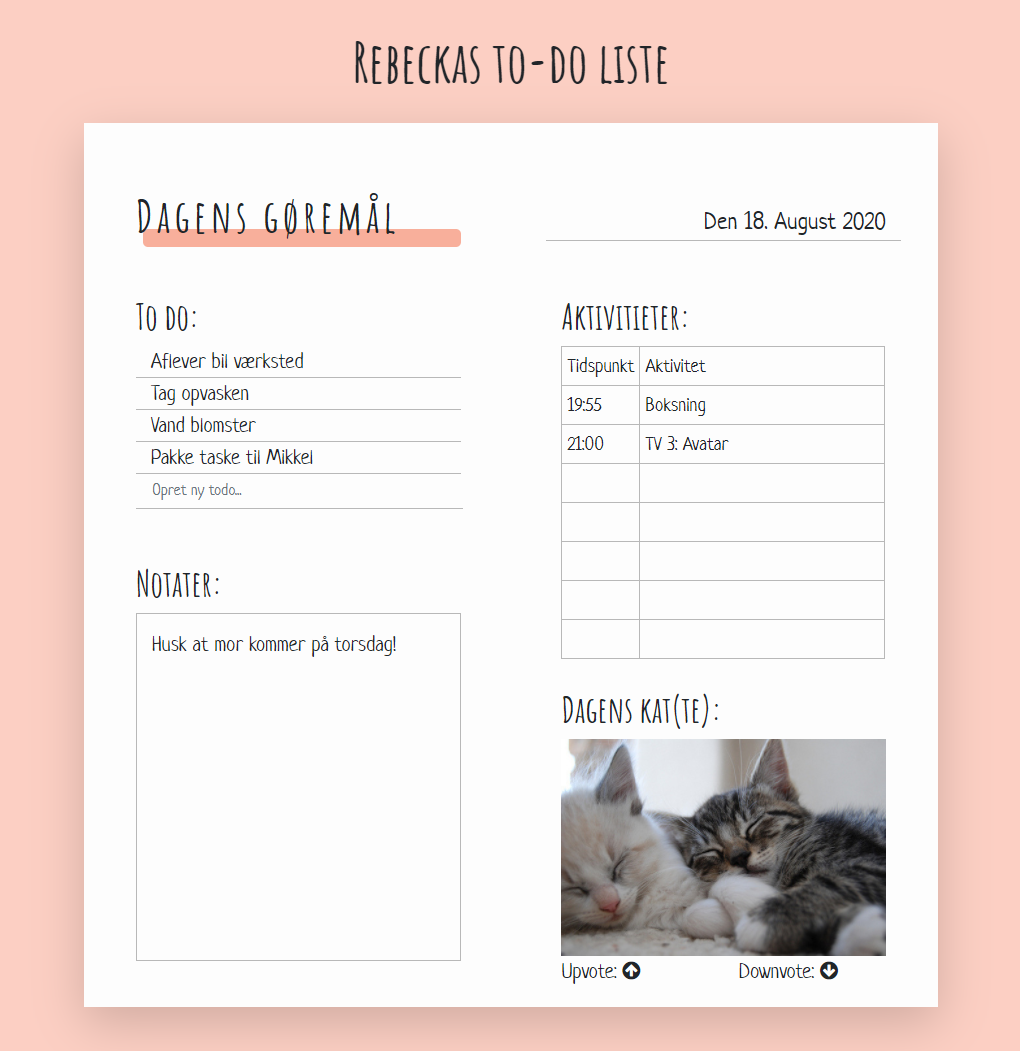 Rebeckas to-do liste
Dagens gøremål
Den 18. August 2020
To do:
Aflever bil værksted
Tag opvasken
Vand blomster
Pakke taske til Mikkel
Opret ny todo...
Notater:
Husk at mor kommer på torsdag!
Aktivitieter:
Tidspunkt Aktivitet
19:55 Boksning
21:00 TV 3: Avatar
Dagens kat(te):
Upvote: Downvote: